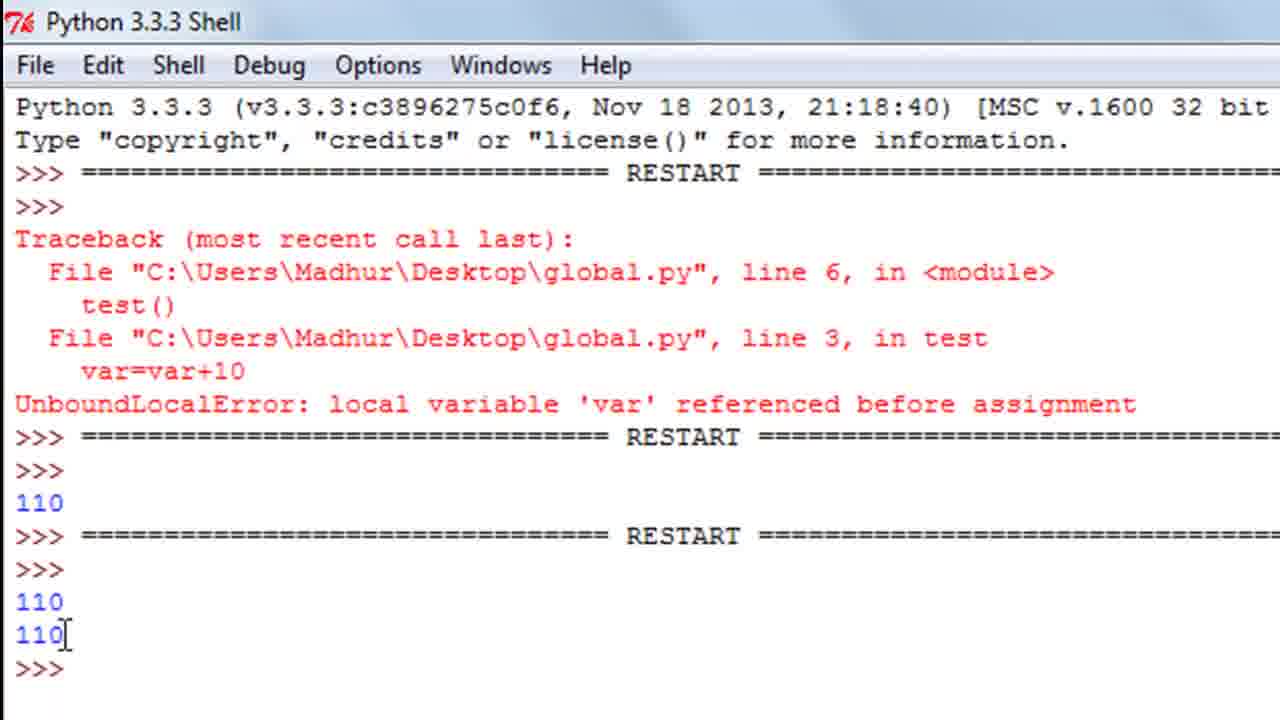 Python 3.3.3 Shell
File Edit Shell Debug Options Windows Help
Python 3.3.3 (v3.3.3:c3896275c0f6, Nov 18 2013, 21:18:40) [MSC v.1600 32 bit
Type "copyright", "credits" or "license()" for more information.
>>> ================================ RESTART ================================
>>>
Traceback (most recent call last):
  File "C:\Users\Madhur\Desktop\global.py", line 6, in <module>
    test()
  File "C:\Users\Madhur\Desktop\global.py", line 3, in test
    var=var+10
UnboundLocalError: local variable 'var' referenced before assignment
>>> ================================ RESTART ================================
>>>
110
>>> ================================ RESTART ================================
>>>
110
110
>>>